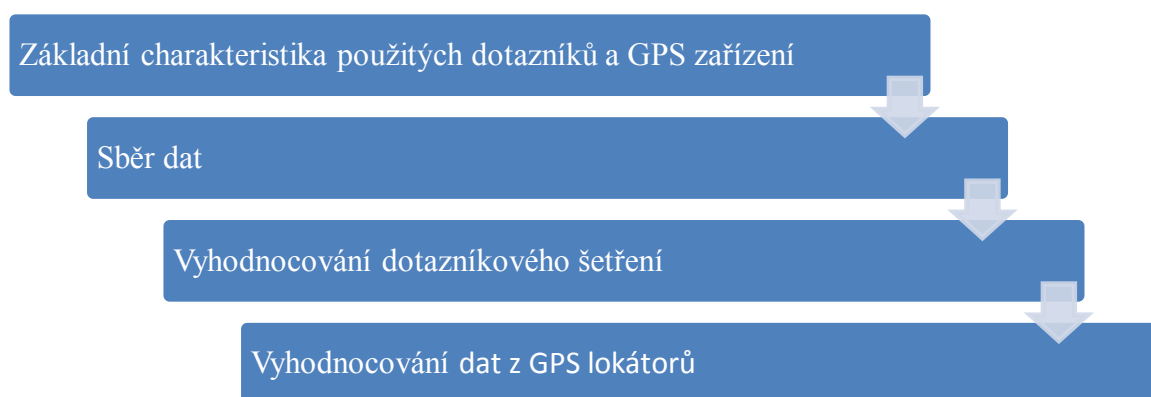 Základní charakteristika použitých dotazníků a GPS zařízení
Sběr dat
Vyhodnocování dotazníkového šetření
Vyhodnocování dat z GPS lokátorů